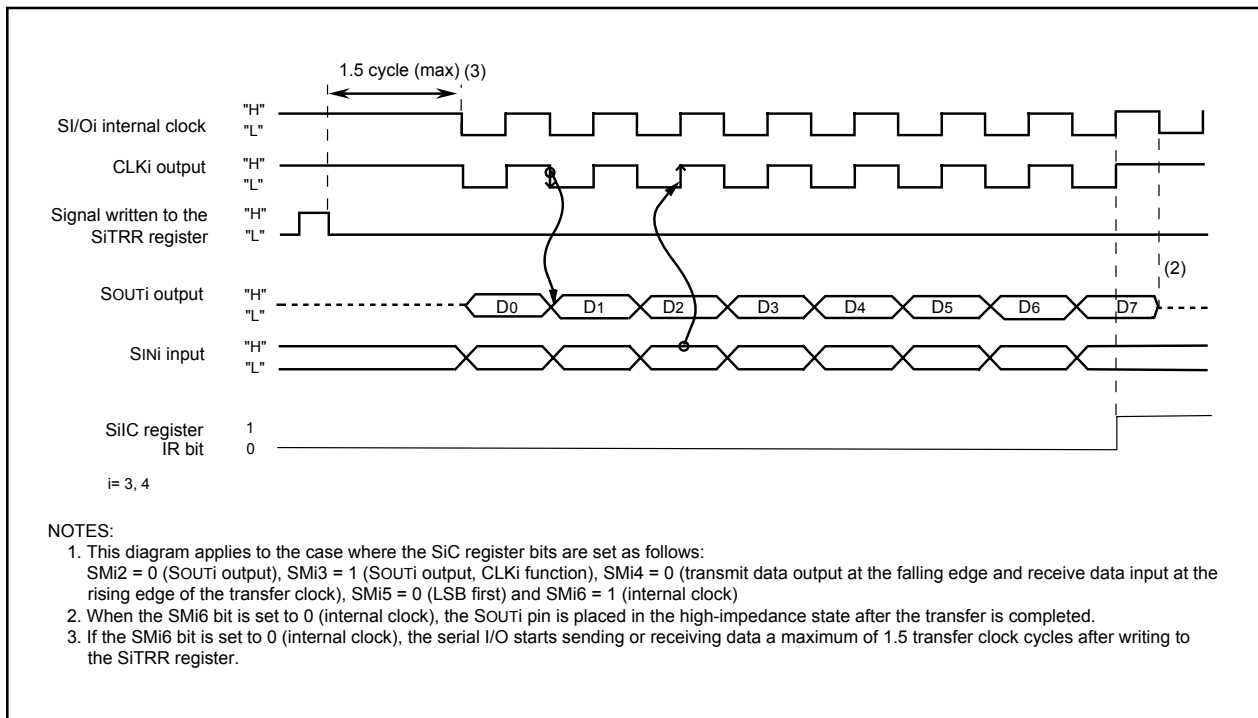 1.5 cycle (max) (3)
SI/Oi internal clock
"H"
"L"
CLKi output
"H"
"L"
Signal written to the
SiTRR register
"H"
"L"
(2)
SOUTi output
"H"
"L"
D0 D1 D2 D3 D4 D5 D6 D7
SINi input
"H"
"L"
SiIC register
IR bit
1
0
i= 3, 4
NOTES:
1. This diagram applies to the case where the SiC register bits are set as follows:
SMi2 = 0 (SOUTi output), SMi3 = 1 (SOUTi output, CLKi function), SMi4 = 0 (transmit data output at the falling edge and receive data input at the
rising edge of the transfer clock), SMi5 = 0 (LSB first) and SMi6 = 1 (internal clock)
2. When the SMi6 bit is set to 0 (internal clock), the SOUTi pin is placed in the high-impedance state after the transfer is completed.
3. If the SMi6 bit is set to 0 (internal clock), the serial I/O starts sending or receiving data a maximum of 1.5 transfer clock cycles after writing to
the SiTRR register.